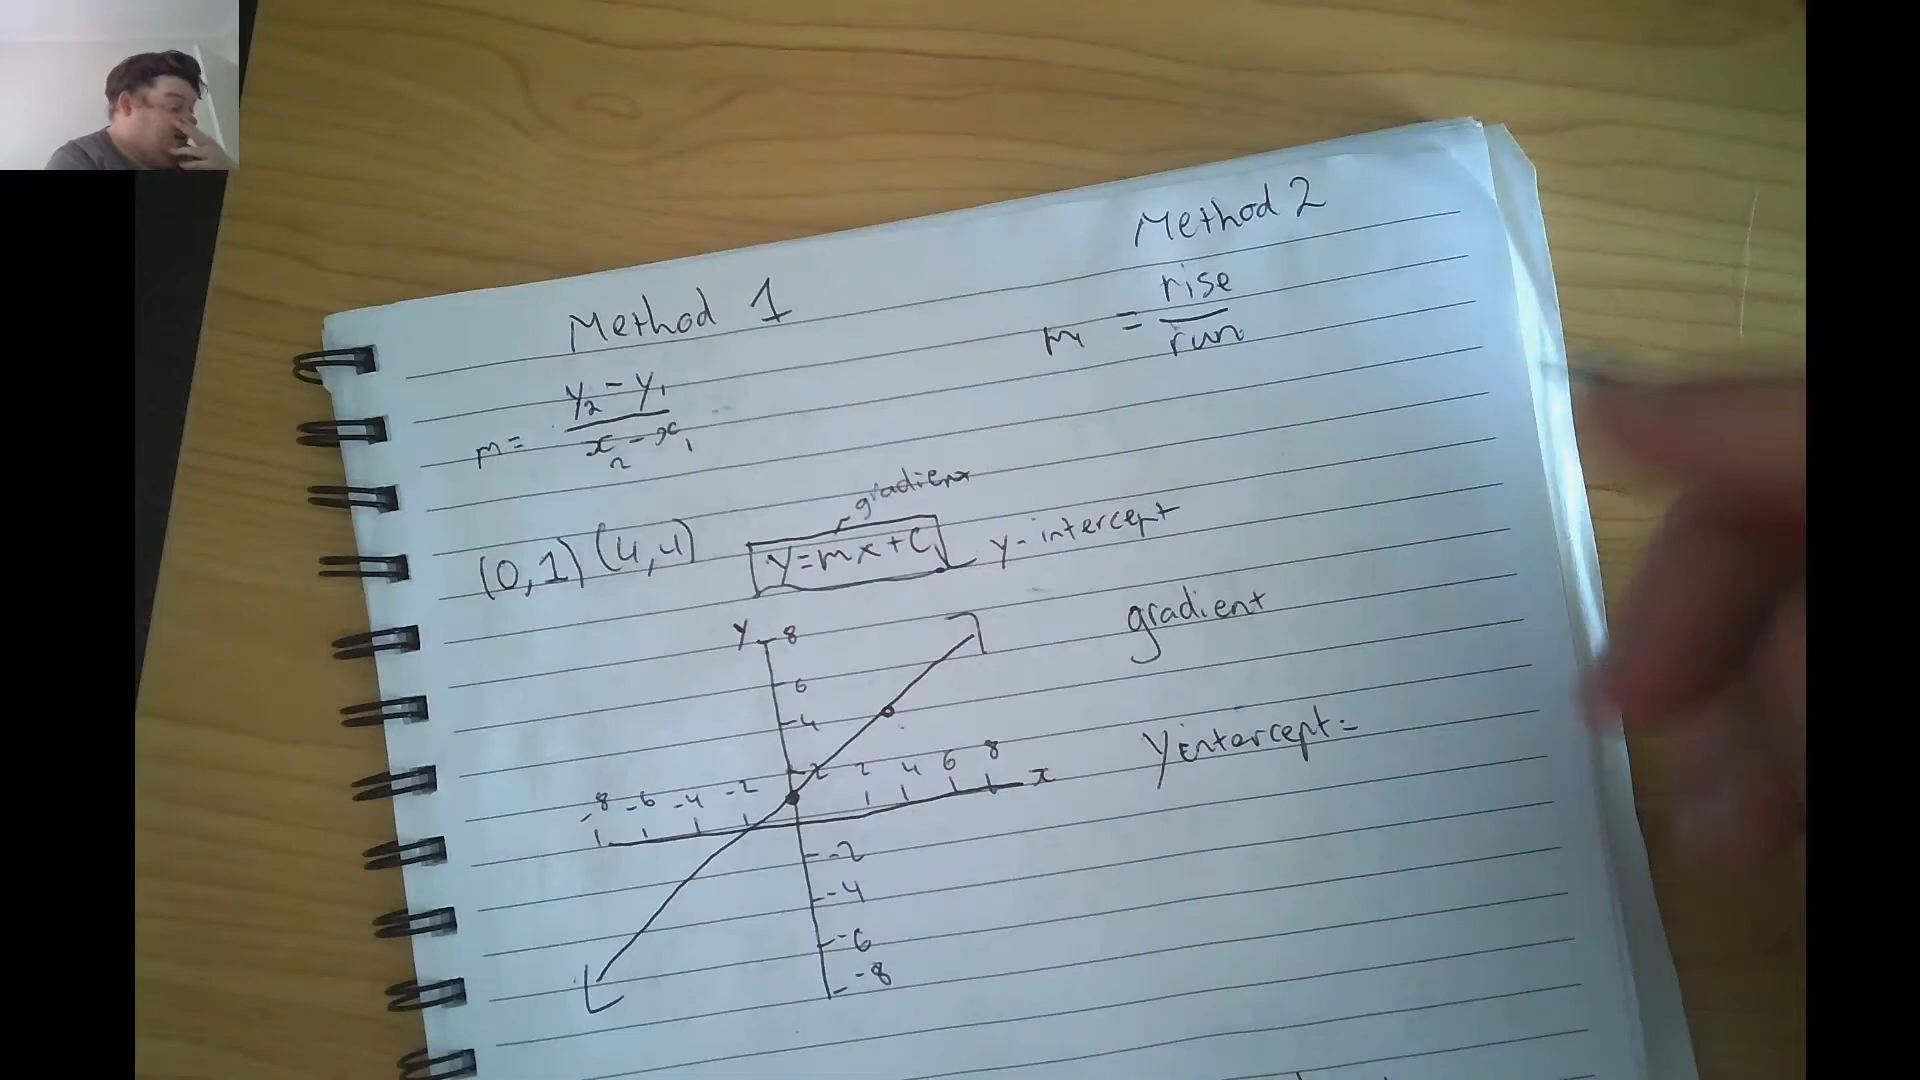 Method 2
m = rise/run
Method 1
m = y₂ - y₁ / x₂ - x₁
gradient
(0,1) (4,4) y=mx+c y-intercept
gradient
y 8
6
4
2
2 4 6 8 x
-8 -6 -4 -2
-2
-4
-6
-8
Y intercept =